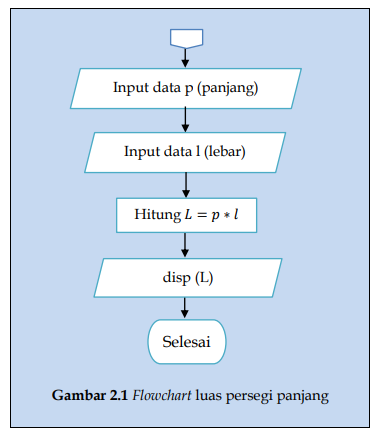 Input data p (panjang)
Input data l (lebar)
Hitung L = p * l
disp (L)
Selesai
Gambar 2.1 Flowchart luas persegi panjang